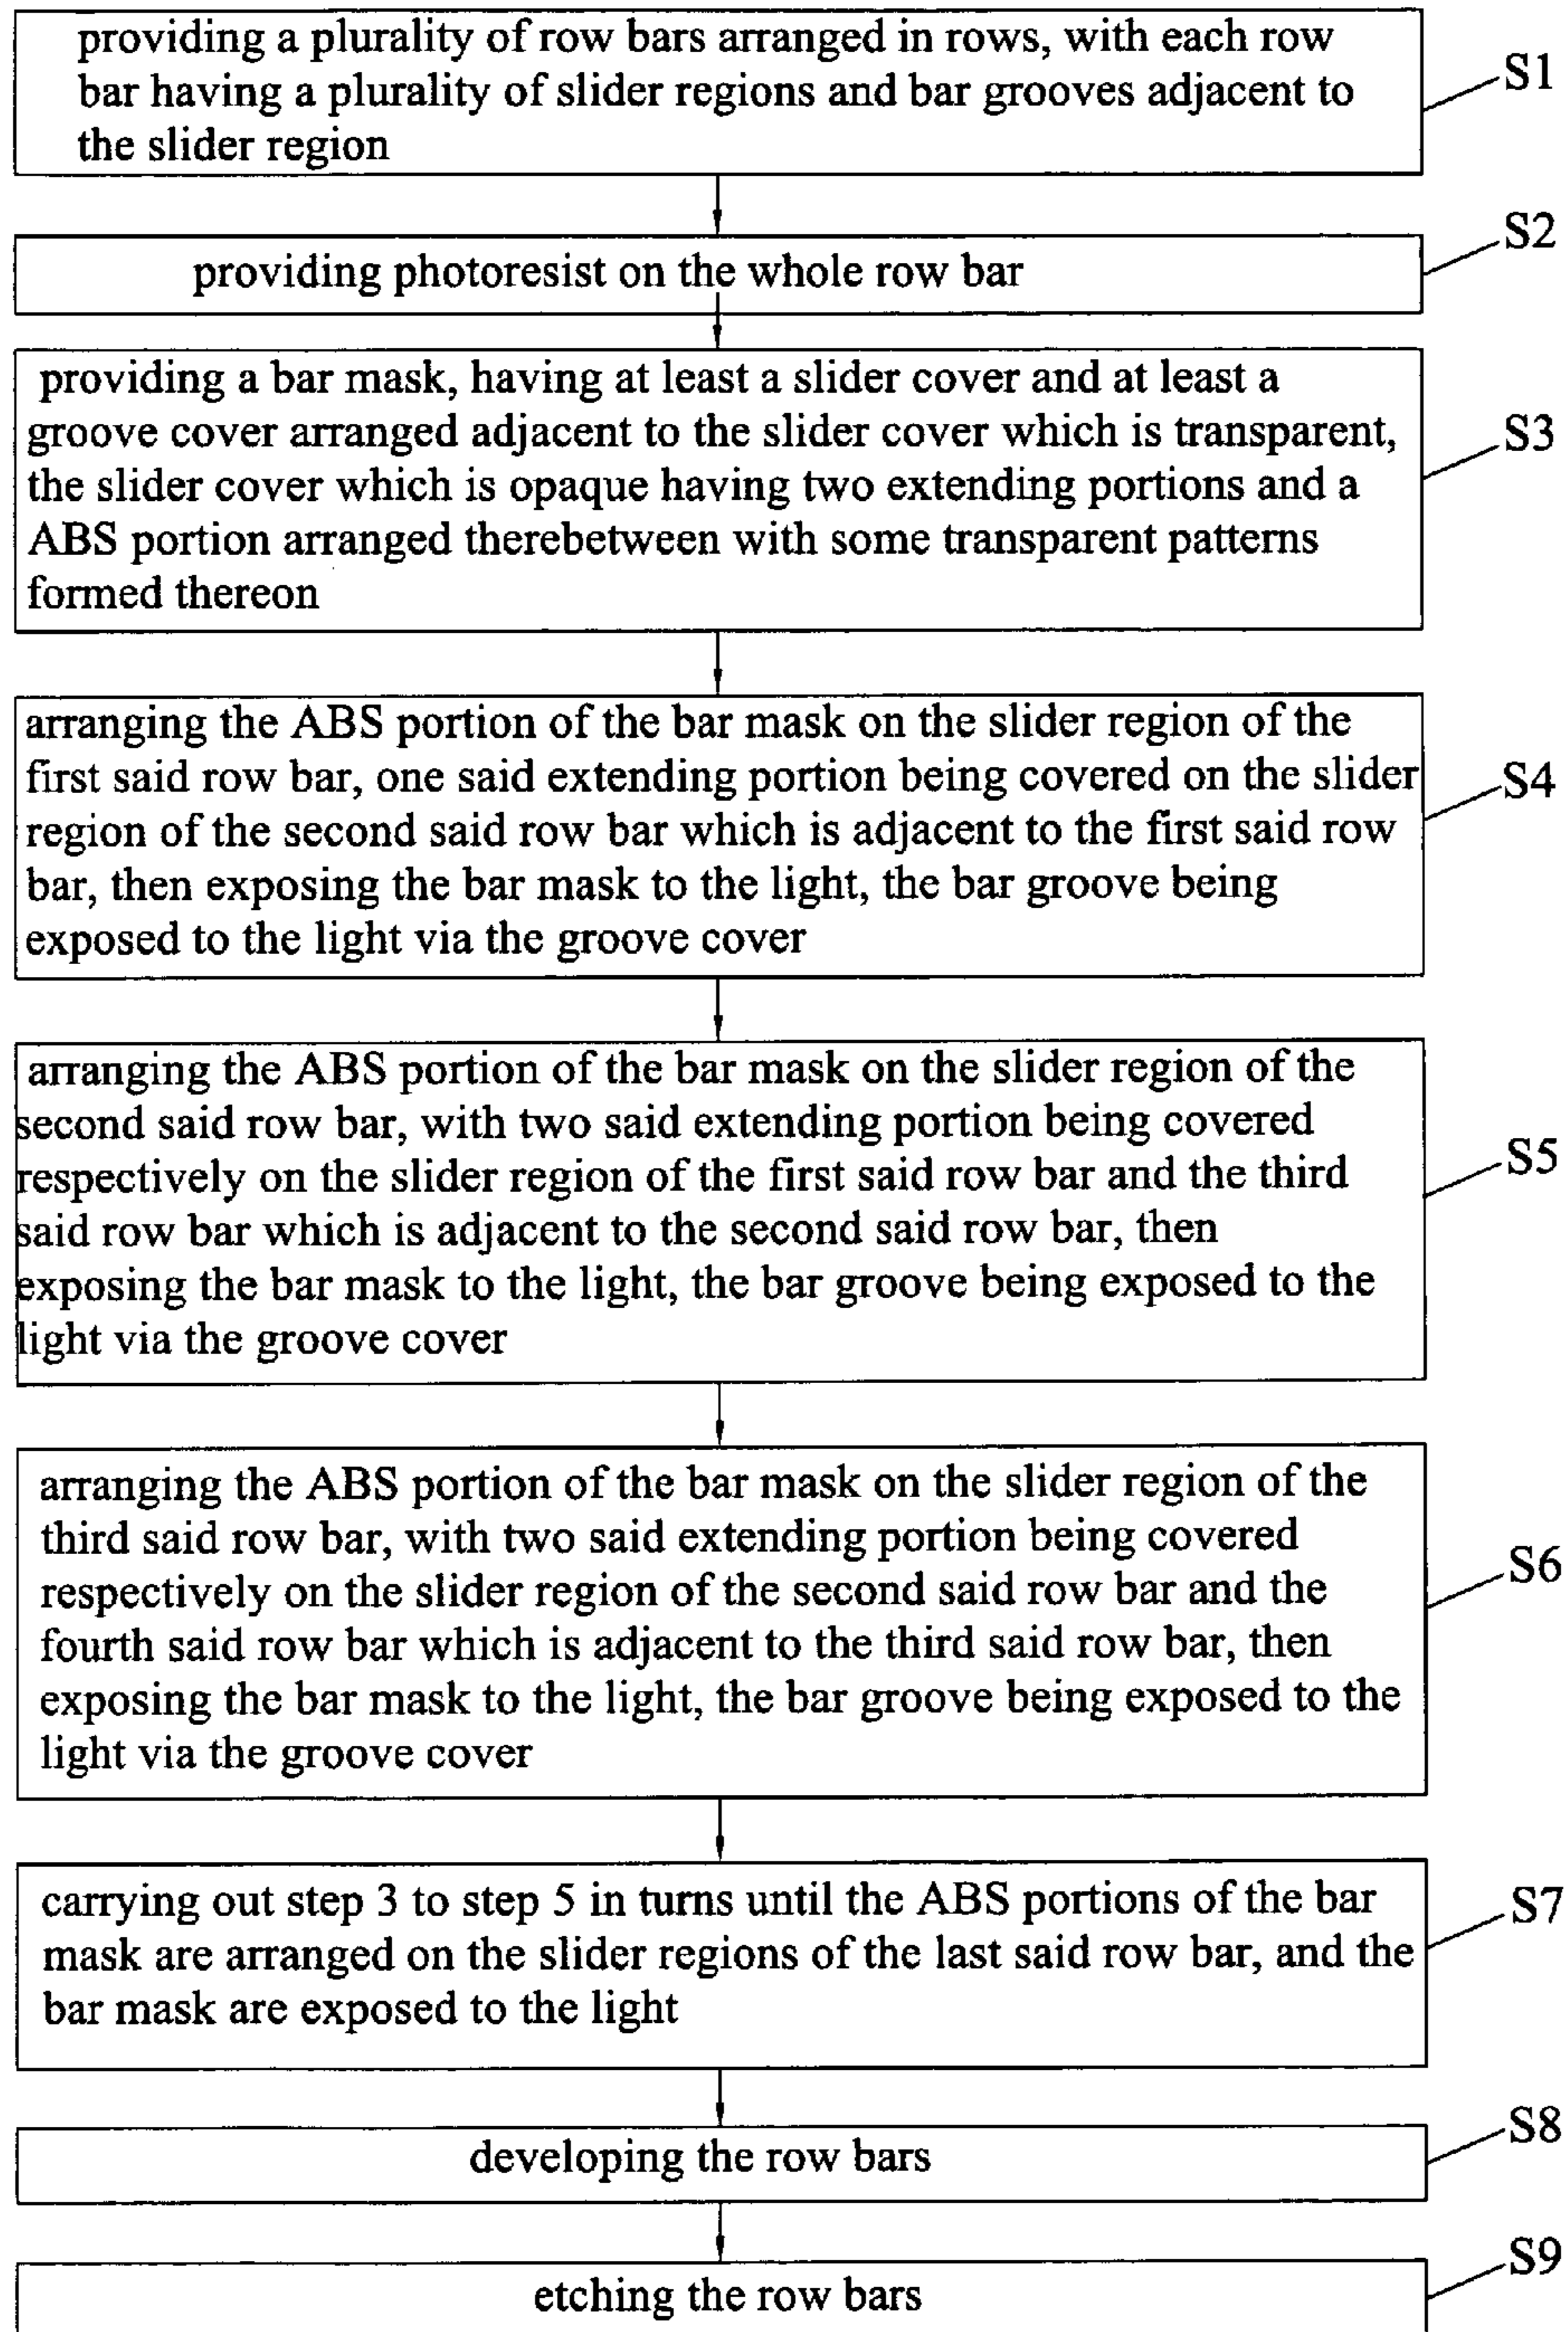 providing a plurality of row bars arranged in rows, with each row
bar having a plurality of slider regions and bar grooves adjacent to
the slider region
S1
S2
providing photoresist on the whole row bar
providing a bar mask, having at least a slider cover and at least a
groove cover arranged adjacent to the slider cover which is transparent,
the slider cover which is opaque having two extending portions and a
ABS portion arranged therebetween with some transparent patterns
formed thereon
S3
arranging the ABS portion of the bar mask on the slider region of the
first said row bar, one said extending portion being covered on the slider
region of the second said row bar which is adjacent to the first said row
bar, then exposing the bar mask to the light, the bar groove being
exposed to the light via the groove cover
S4
arranging the ABS portion of the bar mask on the slider region of the
second said row bar, with two said extending portion being covered
respectively on the slider region of the first said row bar and the third
said row bar which is adjacent to the second said row bar, then
exposing the bar mask to the light, the bar groove being exposed to the
light via the groove cover
S5
arranging the ABS portion of the bar mask on the slider region of the
third said row bar, with two said extending portion being covered
respectively on the slider region of the second said row bar and the
fourth said row bar which is adjacent to the third said row bar, then
exposing the bar mask to the light, the bar groove being exposed to the
light via the groove cover
S6
carrying out step 3 to step 5 in turns until the ABS portions of the bar
mask are arranged on the slider regions of the last said row bar, and the
bar mask are exposed to the light
S7
developing the row bars
S8
etching the row bars
S9